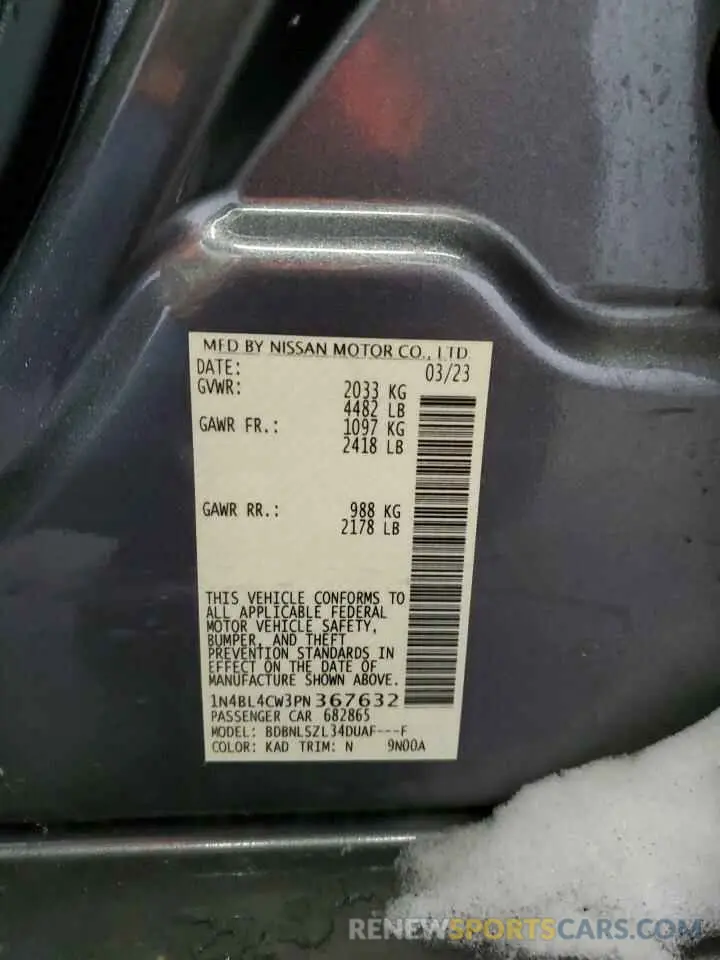 MFD BY NISSAN MOTOR CO., LTD.
DATE: 03/23
GVWR: 2033 KG
4482 LB
GAWR FR.: 1097 KG
2418 LB
GAWR RR.: 988 KG
2178 LB
THIS VEHICLE CONFORMS TO
ALL APPLICABLE FEDERAL
MOTOR VEHICLE SAFETY,
BUMPER, AND THEFT
PREVENTION STANDARDS IN
EFFECT ON THE DATE OF
MANUFACTURE SHOWN ABOVE.
1N4BL4CW3PN367632
PASSENGER CAR 682865
MODEL: BDBNLSZL34DUAF---F
COLOR: KAD TRIM: N 9N00A
RENEWSPORTSCARS.COM